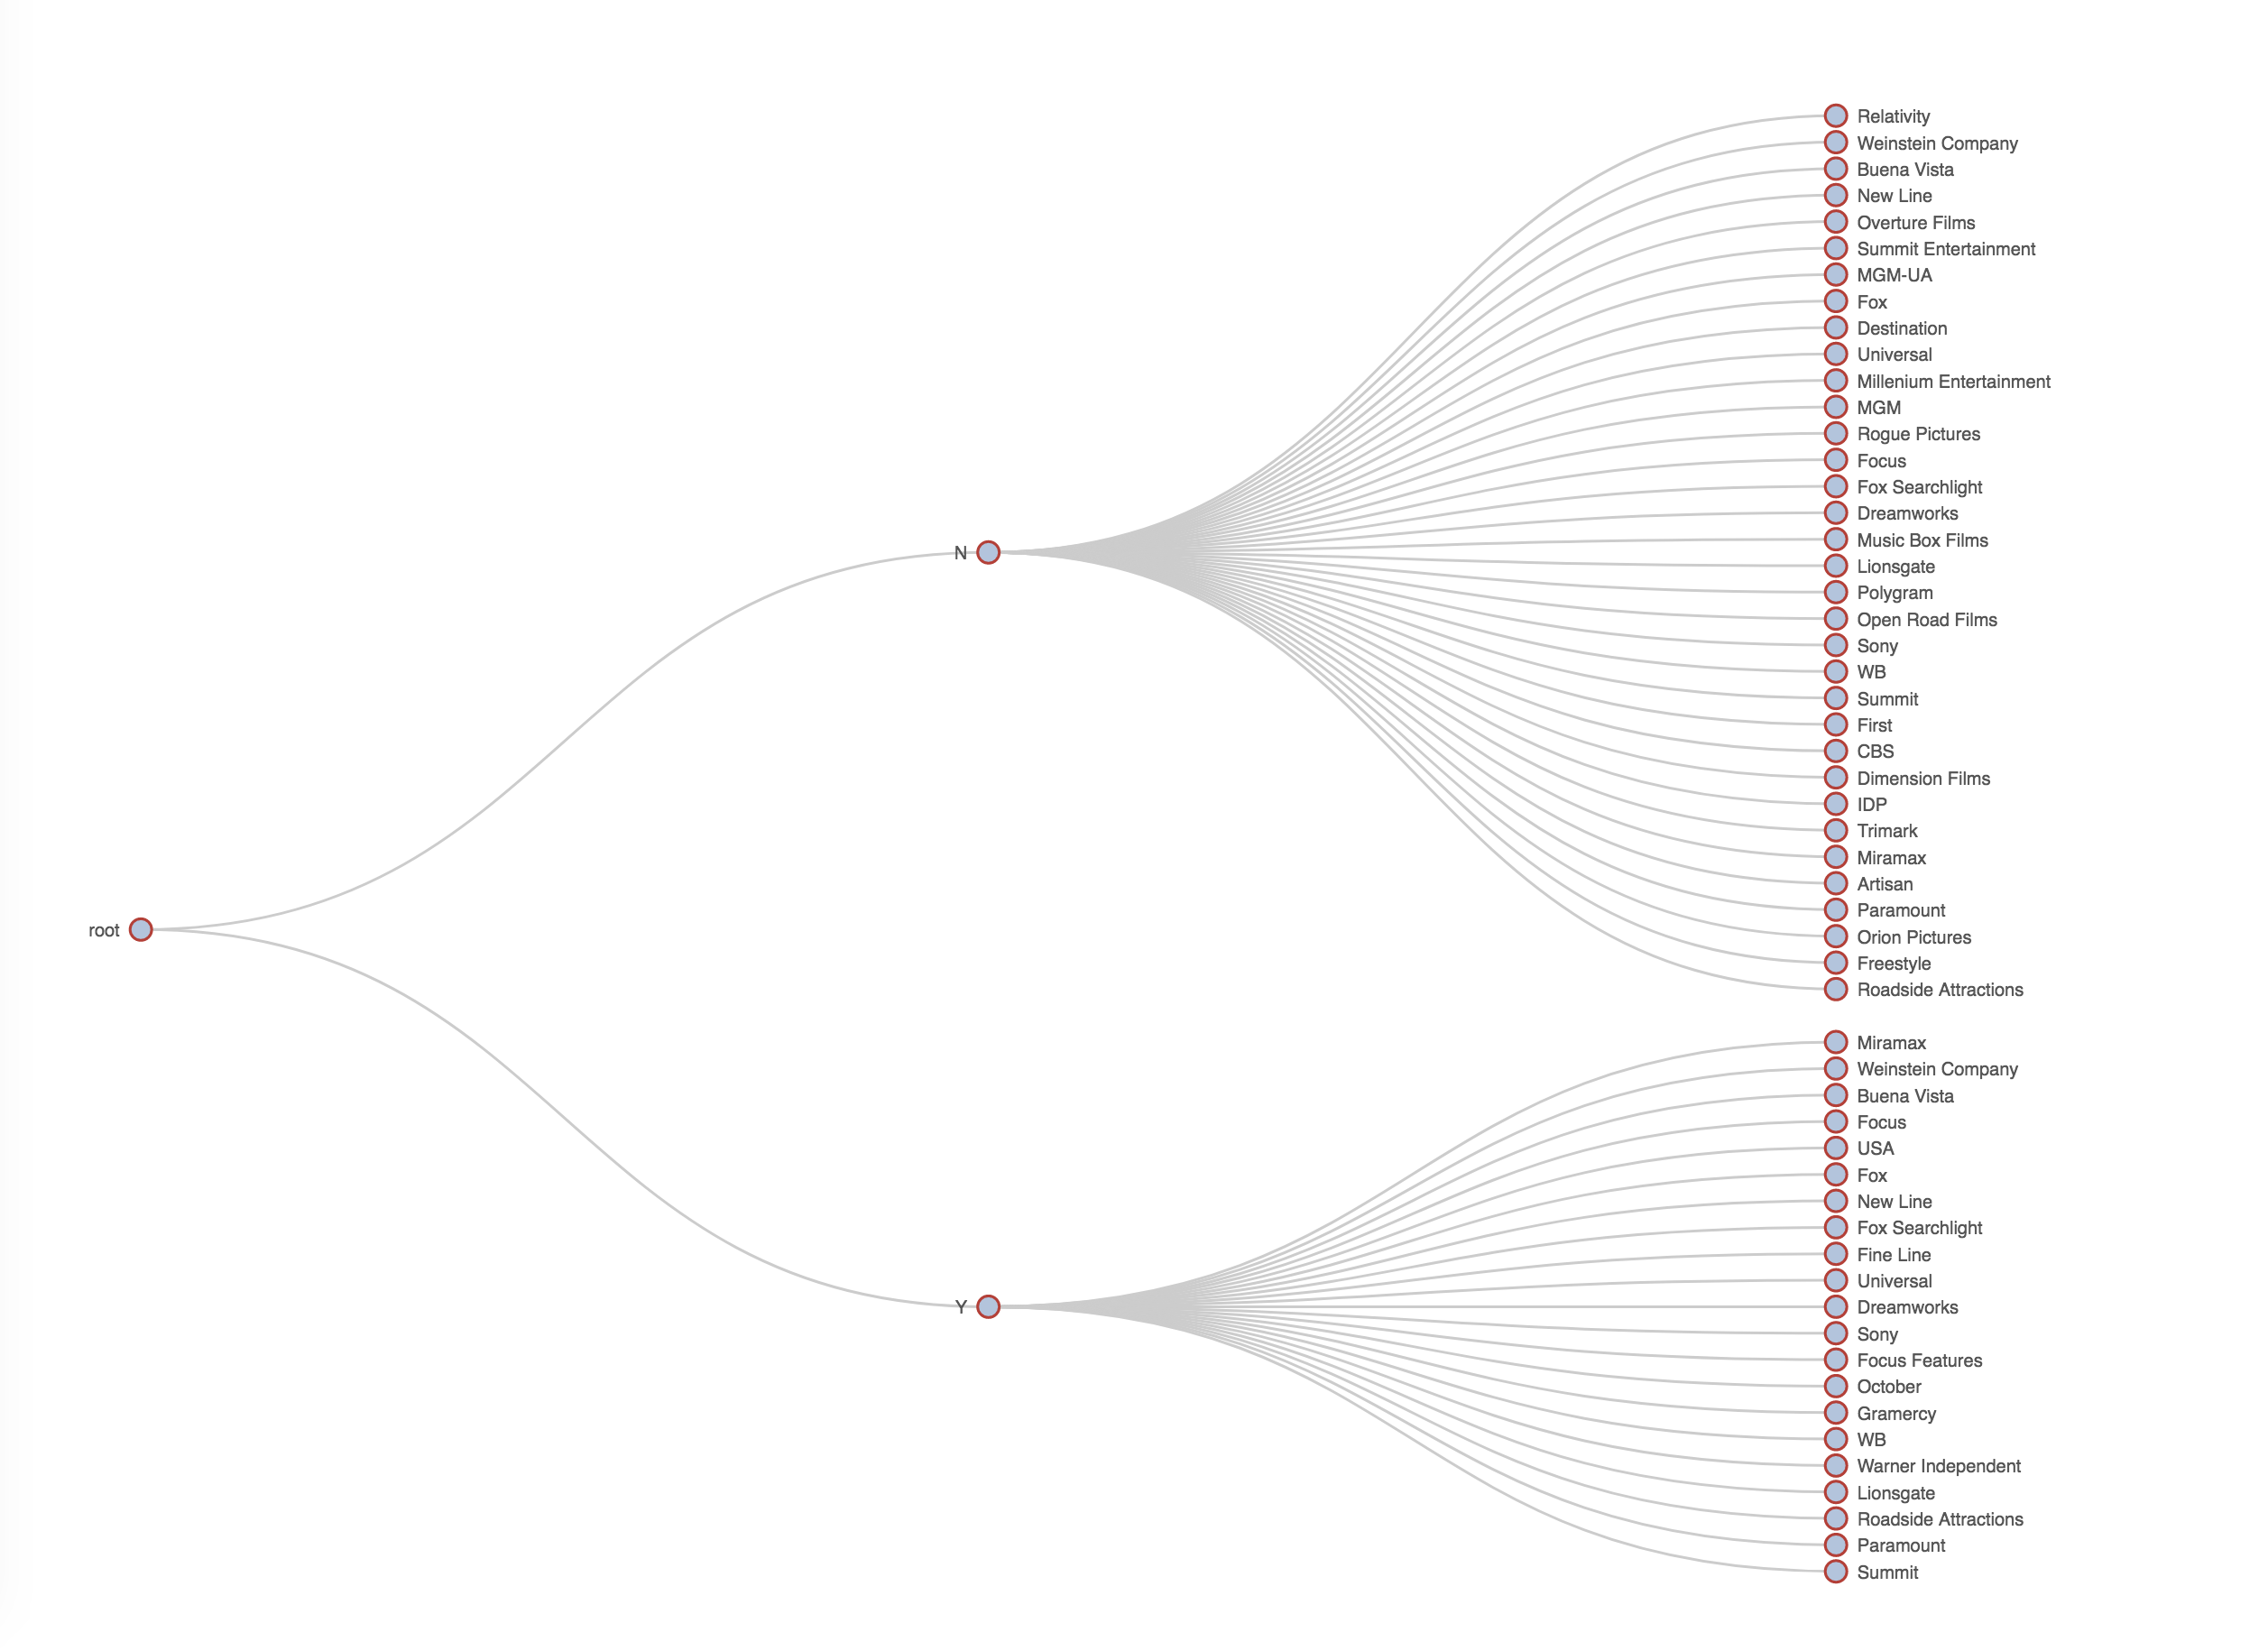 Relativity
Weinstein Company
Buena Vista
New Line
Overture Films
Summit Entertainment
MGM-UA
Fox
Destination
Universal
Millenium Entertainment
MGM
Rogue Pictures
Focus
Fox Searchlight
Dreamworks
Music Box Films
N
Lionsgate
Polygram
Open Road Films
Sony
WB
Summit
First
CBS
Dimension Films
IDP
Trimark
Miramax
Artisan
Paramount
root
Orion Pictures
Freestyle
Roadside Attractions
Miramax
Weinstein Company
Buena Vista
Focus
USA
Fox
New Line
Fox Searchlight
Fine Line
Universal
Y
Dreamworks
Sony
Focus Features
October
Gramercy
WB
Warner Independent
Lionsgate
Roadside Attractions
Paramount
Summit